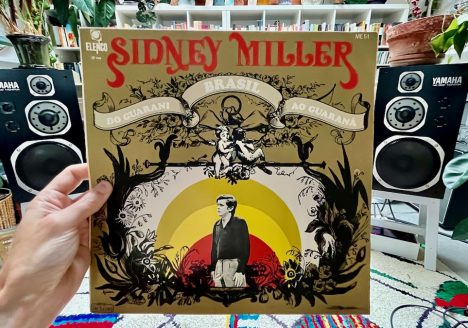 ELENCO
ME 51
SIDNEY MILLER
BRASIL
DO GUARANI
AO GUARANÁ
YAMAHA
YAMAHA